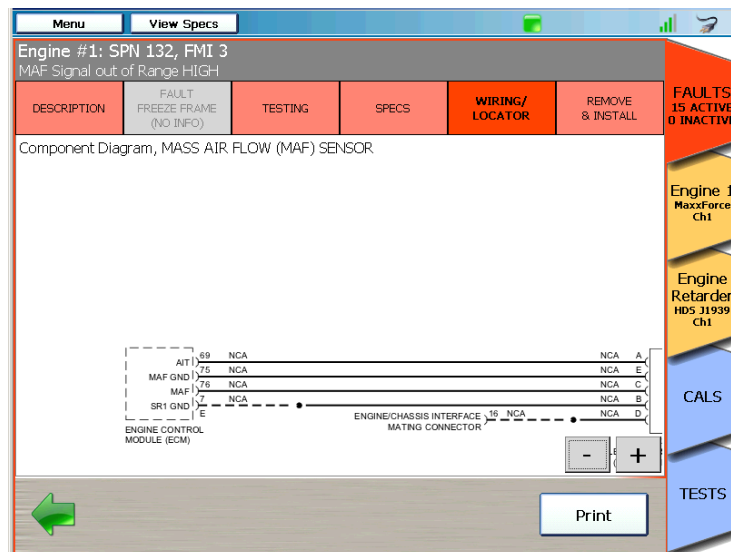 Menu
View Specs
Engine #1: SPN 132, FMI 3
MAF Signal out of Range HIGH
DESCRIPTION
FAULT
FREEZE FRAME
(NO INFO)
TESTING
SPECS
WIRING/
LOCATOR
REMOVE
& INSTALL
FAULTS
15 ACTIVE
0 INACTIVE
Component Diagram, MASS AIR FLOW (MAF) SENSOR
Engine 1
MaxxForce
Ch1
Engine
Retarder
HDS J1939
Ch1
CALS
TESTS
AIT 69 NCA NCA A
MAF GND 75 NCA NCA E
MAF 76 NCA NCA C
SR1 GND 7 NCA NCA B
E
ENGINE/CHASSIS INTERFACE 16 NCA NCA D
MATING CONNECTOR
ENGINE CONTROL
MODULE (ECM)
- +
Print